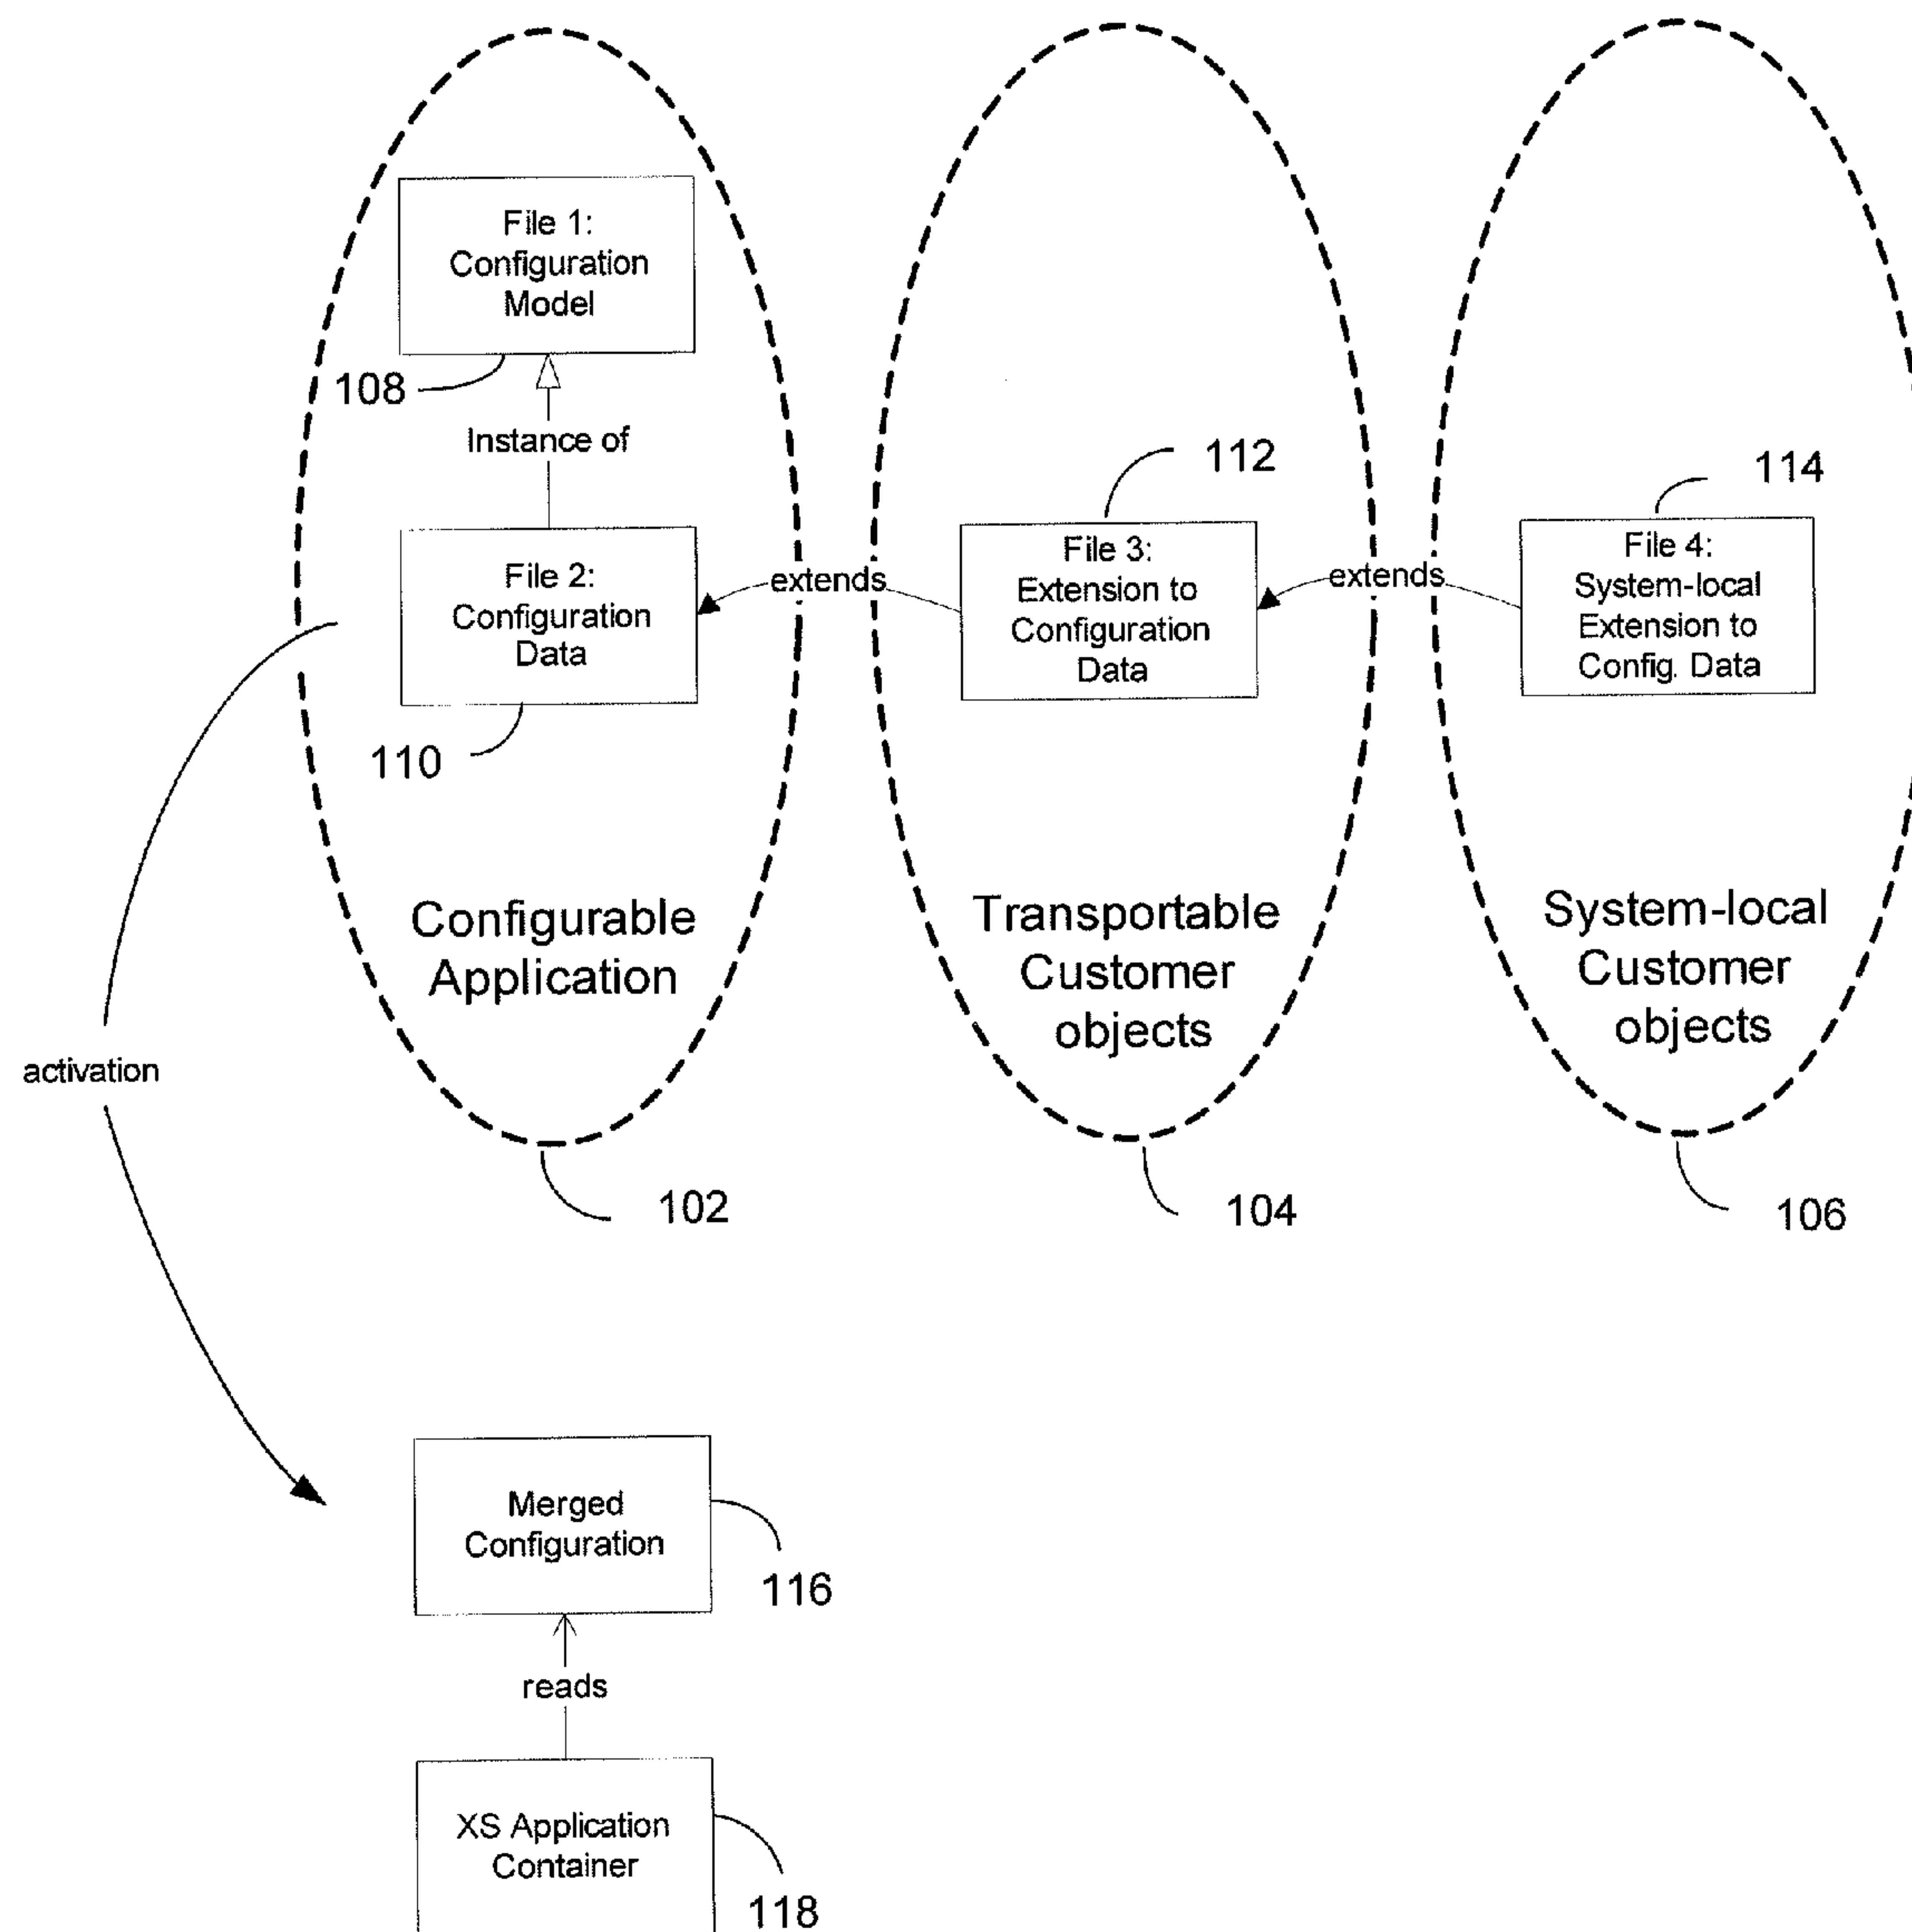 File 1:
Configuration
Model
108
Instance of
112
114
File 2:
Configuration
Data
extends
File 3:
Extension to
Configuration
Data
extends
File 4:
System-local
Extension to
Config. Data
110
Configurable
Application
Transportable
Customer
objects
System-local
Customer
objects
activation
102
104
106
Merged
Configuration
116
reads
XS Application
Container
118